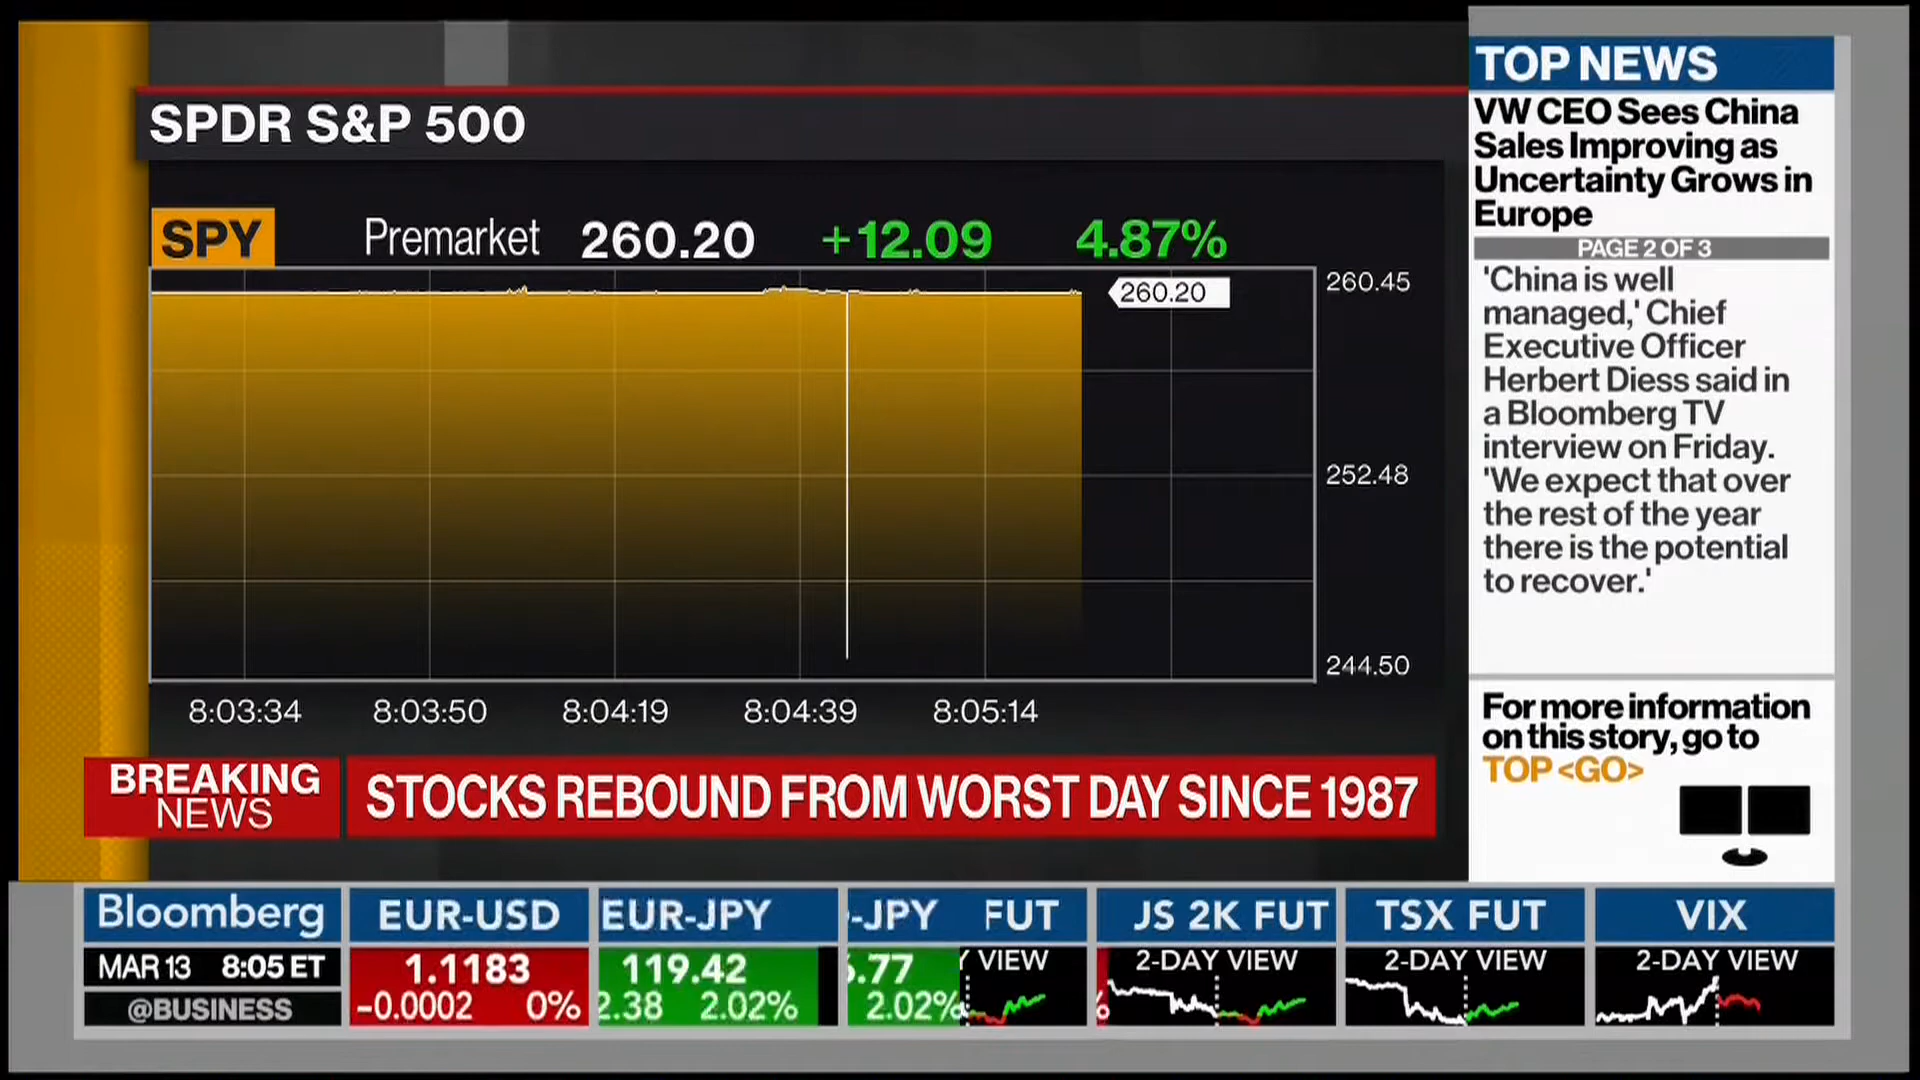 SPDR S&P 500
SPY Premarket 260.20 +12.09 4.87%
260.20
260.45
252.48
244.50
8:03:34 8:03:50 8:04:19 8:04:39 8:05:14
BREAKING
NEWS
STOCKS REBOUND FROM WORST DAY SINCE 1987
TOP NEWS
VW CEO Sees China
Sales Improving as
Uncertainty Grows in
Europe
PAGE 2 OF 3
'China is well
managed,' Chief
Executive Officer
Herbert Diess said in
a Bloomberg TV
interview on Friday.
'We expect that over
the rest of the year
there is the potential
to recover.'
For more information
on this story, go to
TOP <GO>
Bloomberg
MAR 13 8:05 ET
@BUSINESS
EUR-USD
1.1183
-0.0002 0%
EUR-JPY
119.42
2.38 2.02%
-JPY FUT
.77 VIEW
2.02%
JS 2K FUT
2-DAY VIEW
%
TSX FUT
2-DAY VIEW
VIX
2-DAY VIEW